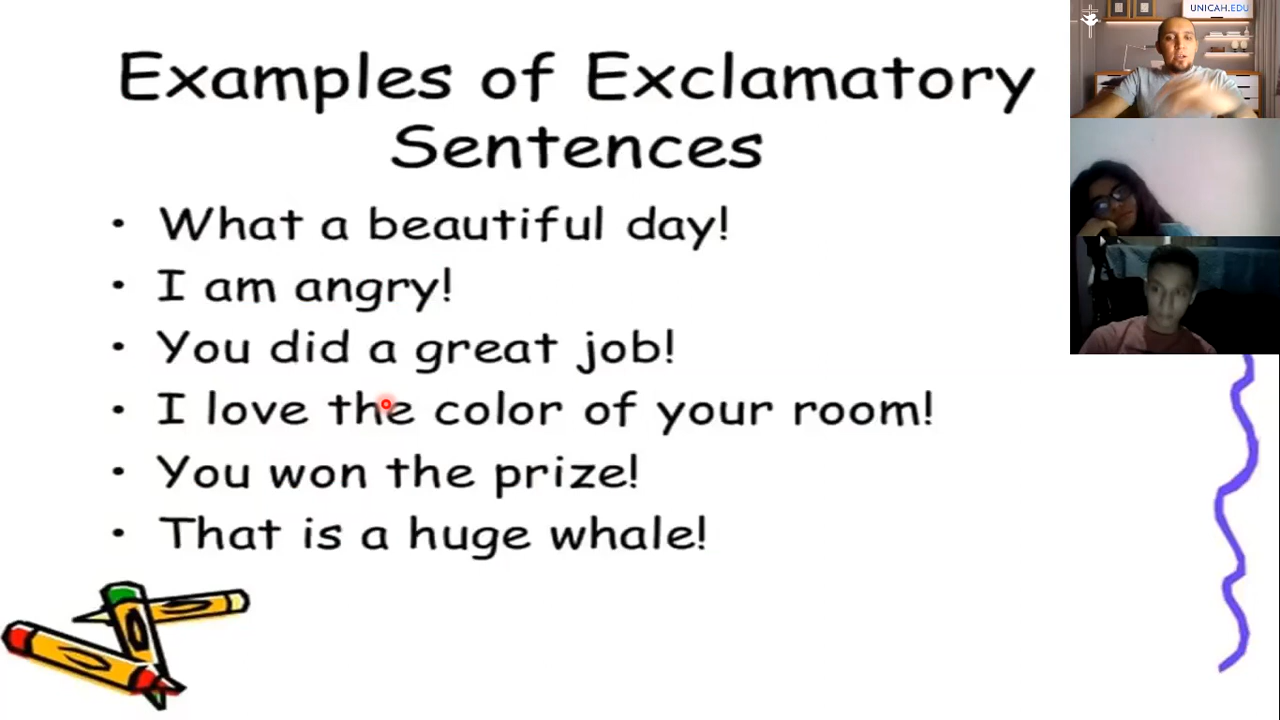 Examples of Exclamatory
Sentences
• What a beautiful day!
• I am angry!
• You did a great job!
• I love the color of your room!
• You won the prize!
• That is a huge whale!
UNICAH.EDU